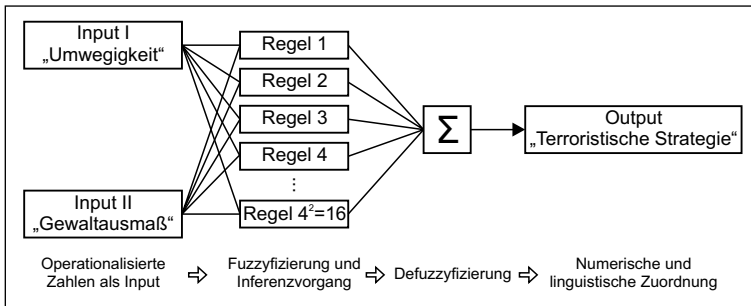 Input I
„Umwegigkeit“
Regel 1
Regel 2
Regel 3
Regel 4
⋮
Regel 4²=16
Input II
„Gewaltausmaß“
Σ
Output
„Terroristische Strategie“
Operationalisierte
Zahlen als Input
Fuzzyfizierung und
Inferenzvorgang
Defuzzyfizierung
Numerische und
linguistische Zuordnung